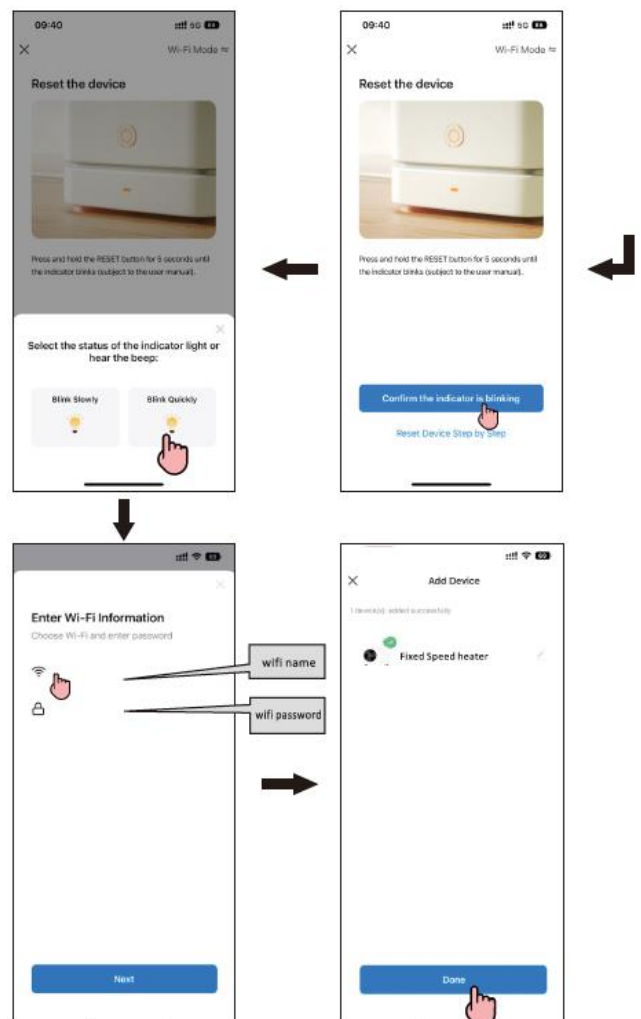 09:40
5G
Wi-Fi Mode
Reset the device
Press and hold the RESET button for 5 seconds until
the indicator blinks (subject to the user manual).
Select the status of the indicator light or
hear the beep:
Blink Slowly
Blink Quickly
09:40
5G
Wi-Fi Mode
Reset the device
Press and hold the RESET button for 5 seconds until
the indicator blinks (subject to the user manual).
Confirm the indicator is blinking
Reset Device Step by Step
Enter Wi-Fi Information
Choose Wi-Fi and enter password
wifi name
wifi password
Next
Add Device
1 device(s) added successfully
Fixed Speed heater
Done